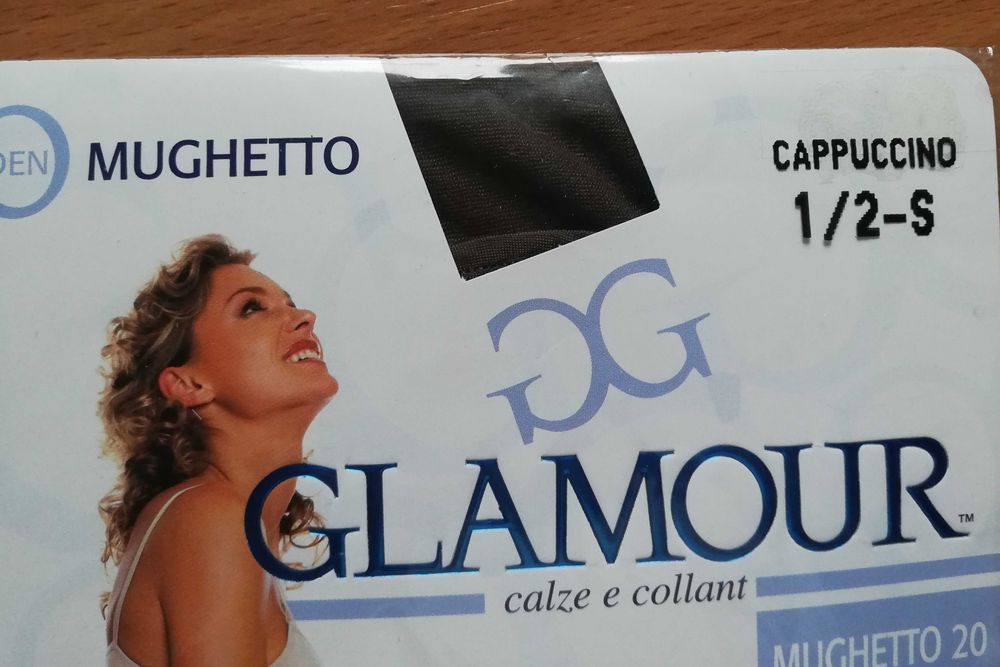 DEN
MUGHETTO
CAPPUCCINO
1/2-S
GG
GLAMOUR™
calze e collant
MUGHETTO 20